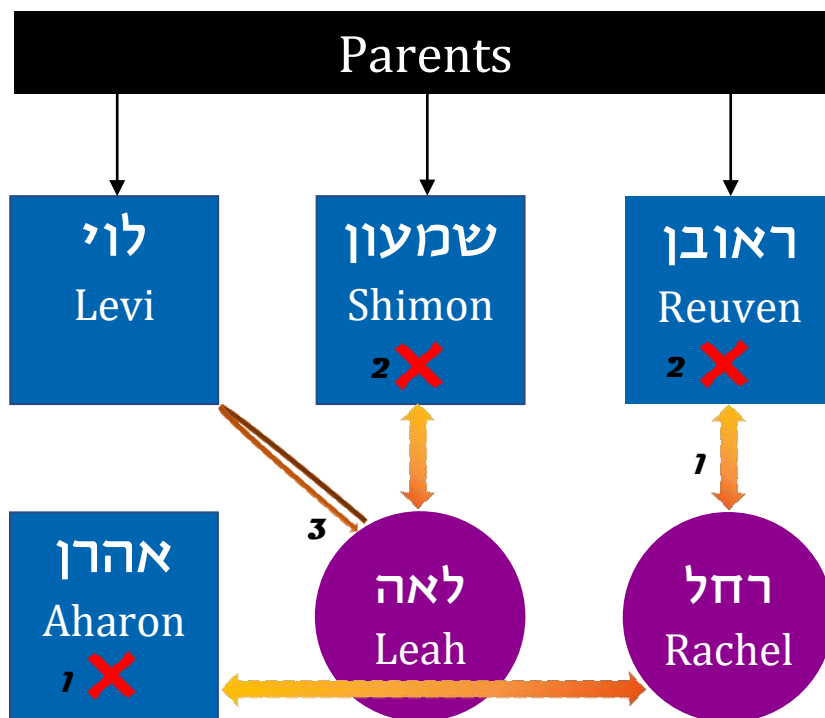 Parents
לוי
Levi
שמעון
Shimon
2
ראובן
Reuven
2
1
3
אהרן
Aharon
1
לאה
Leah
רחל
Rachel